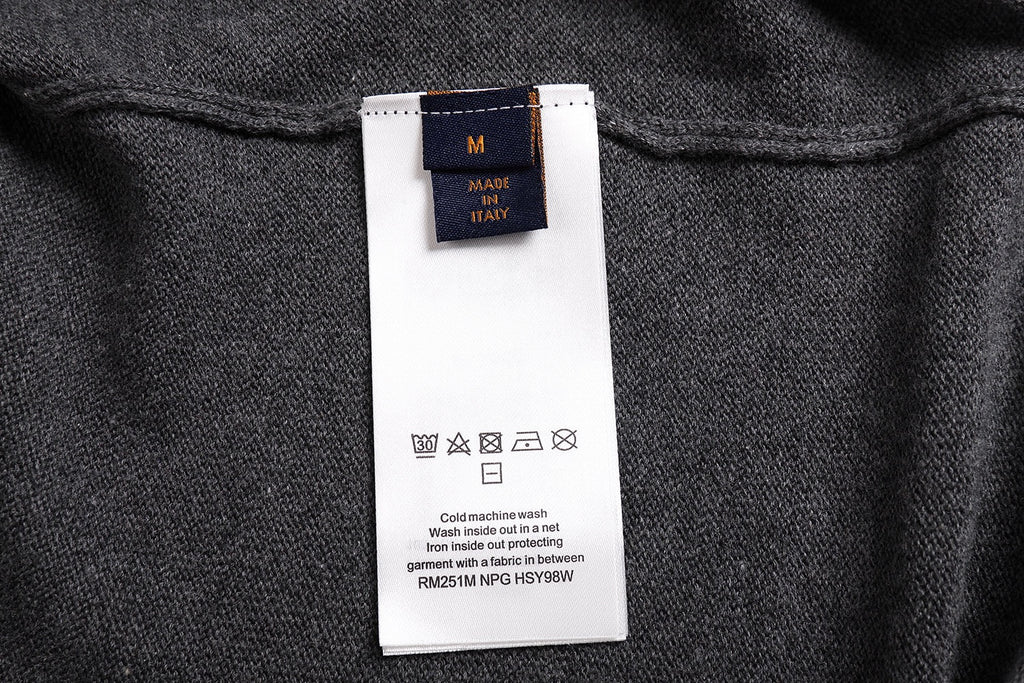 M
MADE
IN
ITALY
30
Cold machine wash
Wash inside out in a net
Iron inside out protecting
garment with a fabric in between
RM251M NPG HSY98W